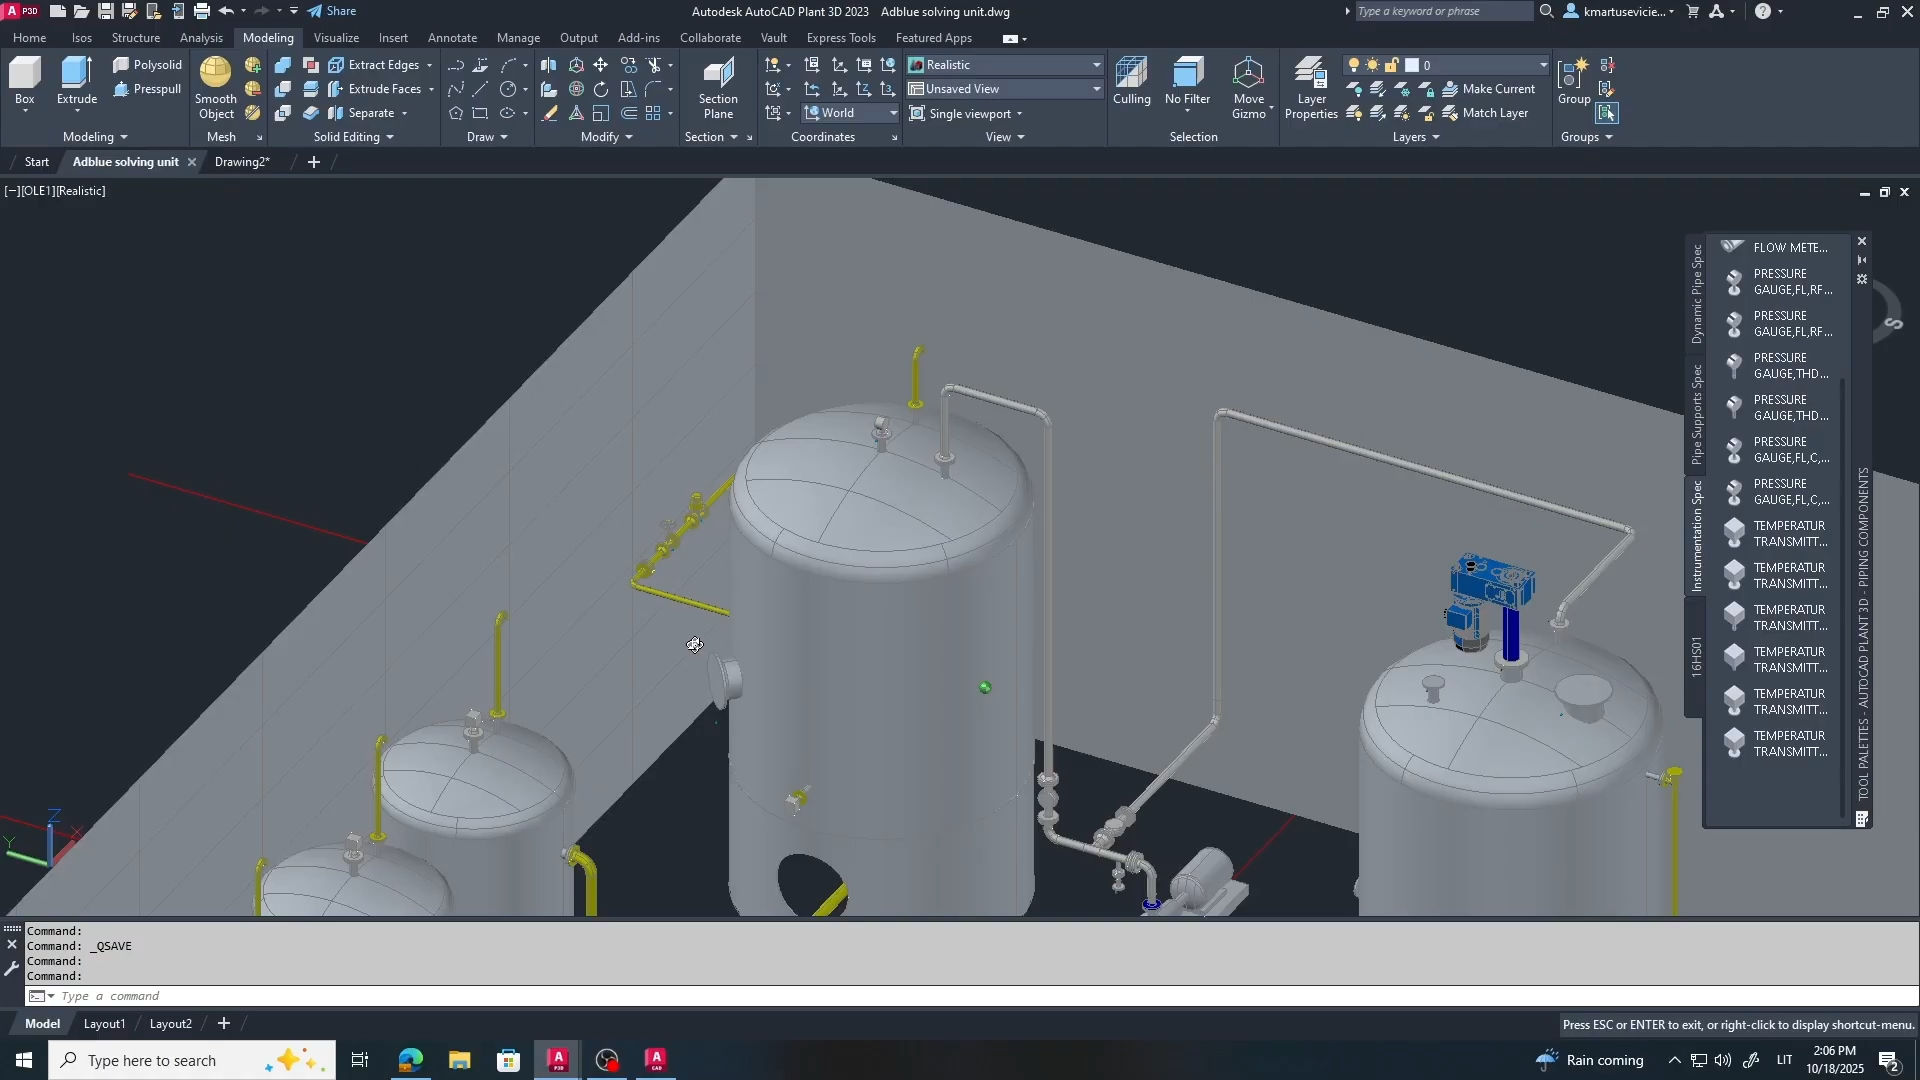 P3D
Share
Autodesk AutoCAD Plant 3D 2023 Adblue solving unit.dwg
Type a keyword or phrase
kmartusevicie...
Home Isos Structure Analysis Modeling Visualize Insert Annotate Manage Output Add-ins Collaborate Vault Express Tools Featured Apps
Box
Extrude
Polysolid
Presspull
Modeling
Smooth
Object
Mesh
Extract Edges
Extrude Faces
Separate
Solid Editing
Draw
Modify
Section
Plane
Section
World
Coordinates
Realistic
Unsaved View
Single viewport
View
Culling
No Filter
Move
Gizmo
Selection
Layer
Properties
0
Make Current
Match Layer
Layers
Group
Groups
Start
Adblue solving unit
Drawing2*
[−][OLE1][Realistic]
Dynamic Pipe Spec
Pipe Supports Spec
Instrumentation Spec
16HS01
FLOW METE...
PRESSURE
GAUGE,FL,RF...
PRESSURE
GAUGE,FL,RF...
PRESSURE
GAUGE,THD...
PRESSURE
GAUGE,THD...
PRESSURE
GAUGE,FL,C,...
PRESSURE
GAUGE,FL,C,...
TEMPERATUR
TRANSMITT...
TEMPERATUR
TRANSMITT...
TEMPERATUR
TRANSMITT...
TEMPERATUR
TRANSMITT...
TEMPERATUR
TRANSMITT...
TEMPERATUR
TRANSMITT...
TOOL PALETTES - AUTOCAD PLANT 3D - PIPING COMPONENTS
S
Z
Y
X
Command:
Command: _QSAVE
Command:
Command:
Type a command
Model
Layout1
Layout2
Press ESC or ENTER to exit, or right-click to display shortcut-menu.
Type here to search
Rain coming
LIT
2:06 PM
10/18/2025
2